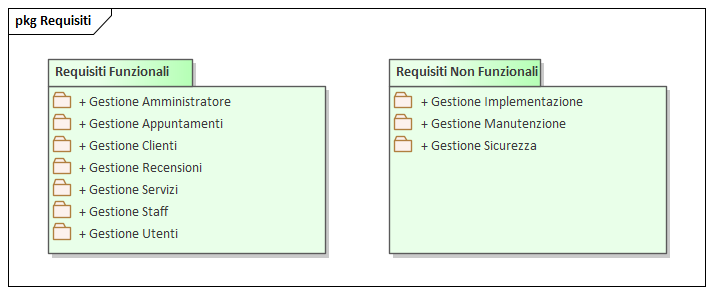 pkg Requisiti
Requisiti Funzionali
+ Gestione Amministratore
+ Gestione Appuntamenti
+ Gestione Clienti
+ Gestione Recensioni
+ Gestione Servizi
+ Gestione Staff
+ Gestione Utenti
Requisiti Non Funzionali
+ Gestione Implementazione
+ Gestione Manutenzione
+ Gestione Sicurezza